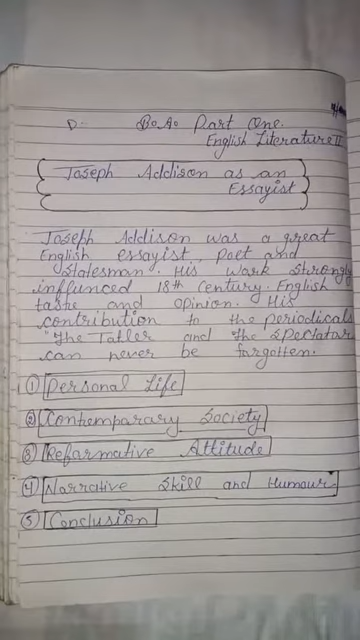 D:- B.A. Part One.
English Literature II
Joseph Addison as an
Essayist
Joseph Addison was a great
English essayist, Poet and
Statesman. His work strongly
influnced 18th Century. English
taste and opinion. His
contribution to the periodicals
"The Tatler and The Spectator
can never be forgotten.
① Personal Life
② Contemparary Society
③ Reformative Attitude
④ Narrative Skill and Humour
⑤ Conclusion